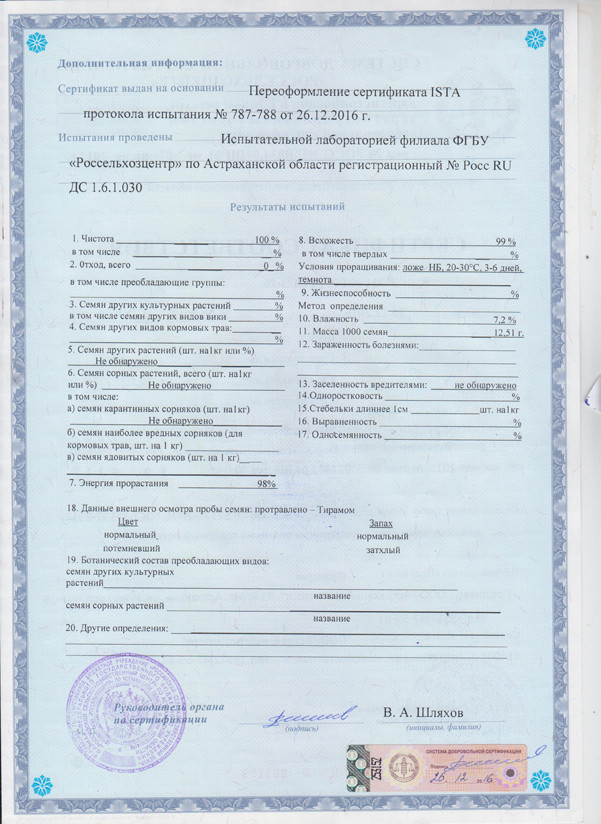 Дополнительная информация:
Сертификат выдан на основании Переоформление сертификата ISTA
протокола испытания № 787-788 от 26.12.2016 г.
Испытания проведены Испытательной лабораторией филиала ФГБУ
«Россельхозцентр» по Астраханской области регистрационный № Росс RU
ДС 1.6.1.030
Результаты испытаний
1. Чистота 100 %
в том числе %
2. Отход, всего 0 %
в том числе преобладающие группы:
%
3. Семян других культурных растений %
в том числе семян других видов вики %
4. Семян других видов кормовых трав:
%
5. Семян других растений (шт. на1кг или %)
Не обнаружено
6. Семян сорных растений, всего (шт. на1кг
или %) Не обнаружено
в том числе:
а) семян карантинных сорняков (шт. на1кг)
Не обнаружено
б) семян наиболее вредных сорняков (для
кормовых трав, шт. на 1 кг)
в) семян ядовитых сорняков (шт. на 1 кг)
7. Энергия прорастания 98%
8. Всхожесть 99 %
в том числе твердых %
Условия проращивания: ложе НБ, 20-30°С, 3-6 дней,
темнота
9. Жизнеспособность %
Метод определения
10. Влажность 7,2 %
11. Масса 1000 семян 12,51 г.
12. Зараженность болезнями:
13. Заселенность вредителями: не обнаружено
14.Одноростковость %
15.Стебельки длиннее 1см шт. на1кг
16. Выравненность %
17. Односемянность %
18. Данные внешнего осмотра пробы семян: протравлено – Тирамом
Цвет Запах
нормальный нормальный
потемневший затхлый
19. Ботанический состав преобладающих видов:
семян других культурных
растений
название
семян сорных растений
название
20. Другие определения:
Руководитель органа
по сертификации
В. А. Шляхов
(подпись) (инициалы, фамилия)
СИСТЕМА ДОБРОВОЛЬНОЙ СЕРТИФИКАЦИИ
Подпись
26 12 16